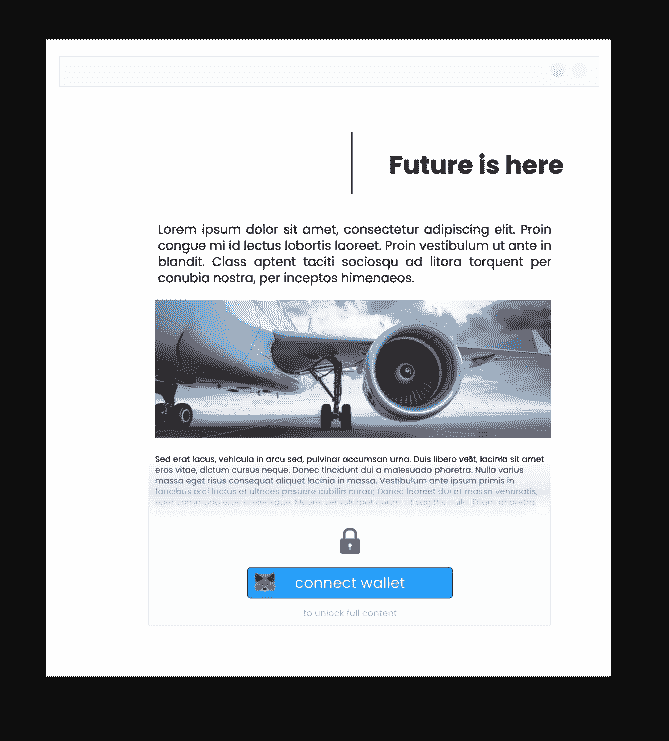 Future is here
Lorem ipsum dolor sit amet, consectetur adipiscing elit. Proin
congue mi id lectus lobortis laoreet. Proin vestibulum ut ante in
blandit. Class aptent taciti sociosqu ad litora torquent per
conubia nostra, per inceptos himenaeos.
Sed erat lacus, vehicula in arcu sed, pulvinar accumsan urna. Duis libero velit, lacinia sit amet
eros vitae, dictum cursus neque. Donec tincidunt dui a malesuada pharetra. Nulla varius
massa eget risus consequat aliquet lacinia in massa. Vestibulum ante ipsum primis in
faucibus orci luctus et ultrices posuere cubilia curae; Donec laoreet dui et massa venenatis,
connect wallet
to unlock full content